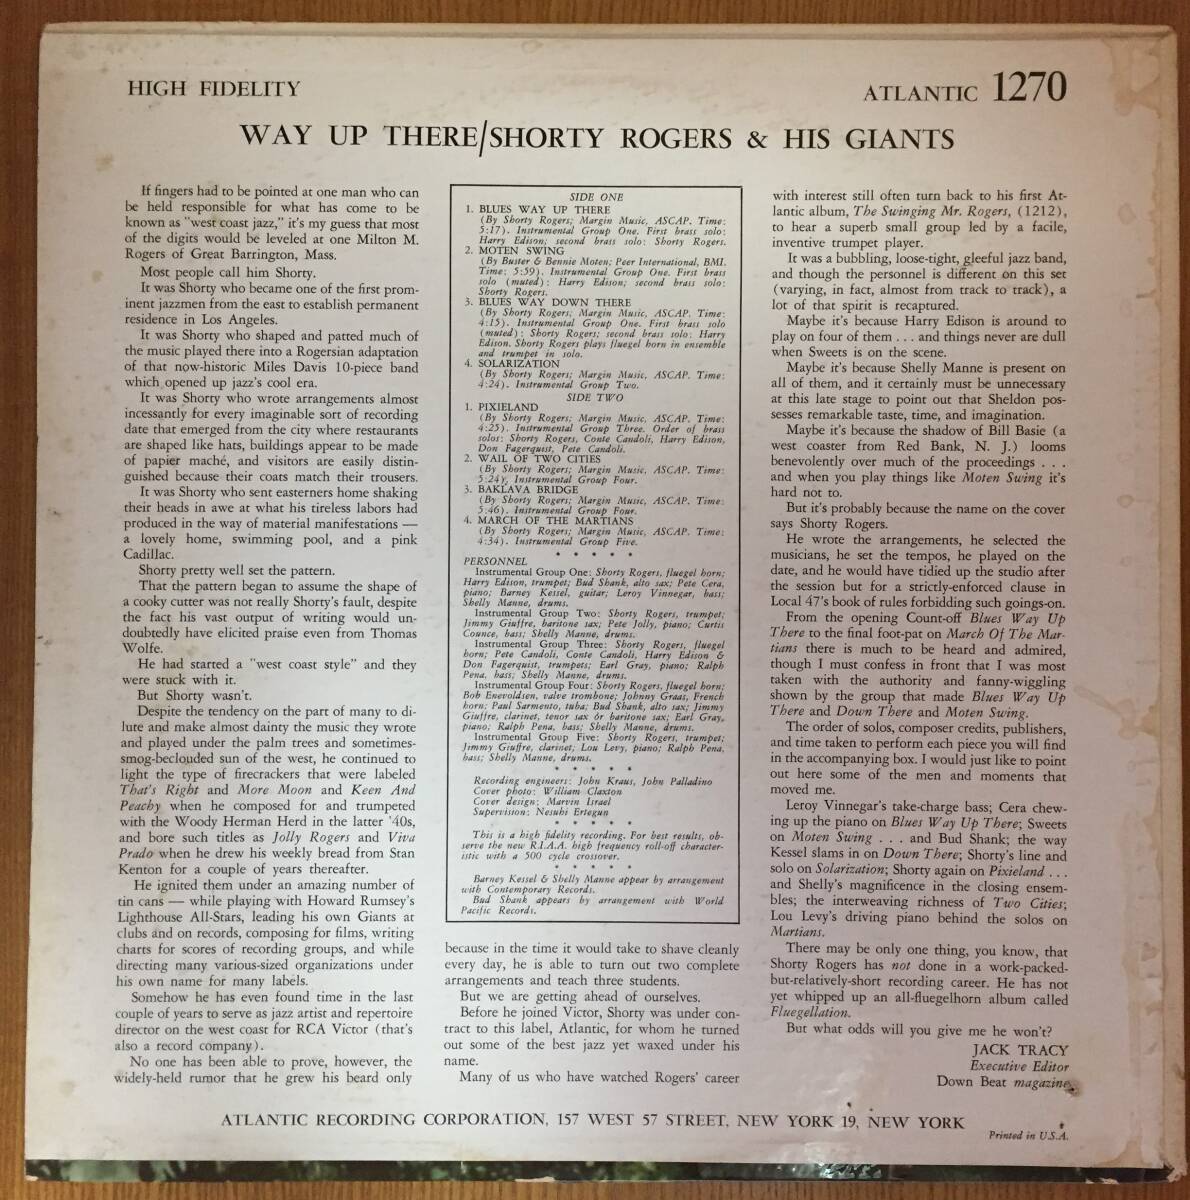 HIGH FIDELITY
ATLANTIC 1270
WAY UP THERE/SHORTY ROGERS & HIS GIANTS
If fingers had to be pointed at one man who can
be held responsible for what has come to be
known as "west coast jazz," it's my guess that most
of the digits would be leveled at one Milton M.
Rogers of Great Barrington, Mass.
Most people call him Shorty.
It was Shorty who became one of the first prom-
inent jazzmen from the east to establish permanent
residence in Los Angeles.
It was Shorty who shaped and patted much of
the music played there into a Rogersian adaptation
of that now-historic Miles Davis 10-piece band
which opened up jazz's cool era.
It was Shorty who wrote arrangements almost
incessantly for every imaginable sort of recording
date that emerged from the city where restaurants
are shaped like hats, buildings appear to be made
of papier maché, and visitors are easily distin-
guished because their coats match their trousers.
It was Shorty who sent easterners home shaking
their heads in awe at what his tireless labors had
produced in the way of material manifestations —
a lovely home, swimming pool, and a pink
Cadillac.
Shorty pretty well set the pattern.
That the pattern began to assume the shape of
a cooky cutter was not really Shorty's fault, despite
the fact his vast output of writing would un-
doubtedly have elicited praise even from Thomas
Wolfe.
He had started a "west coast style" and they
were stuck with it.
But Shorty wasn't.
Despite the tendency on the part of many to di-
lute and make almost dainty the music they wrote
and played under the palm trees and sometimes-
smog-beclouded sun of the west, he continued to
light the type of firecrackers that were labeled
That's Right and More Moon and Keen And
Peachy when he composed for and trumpeted
with the Woody Herman Herd in the latter '40s,
and bore such titles as Jolly Rogers and Viva
Prado when he drew his weekly bread from Stan
Kenton for a couple of years thereafter.
He ignited them under an amazing number of
tin cans — while playing with Howard Rumsey's
Lighthouse All-Stars, leading his own Giants at
clubs and on records, composing for films, writing
charts for scores of recording groups, and while
directing many various-sized organizations under
his own name for many labels.
Somehow he has even found time in the last
couple of years to serve as jazz artist and repertoire
director on the west coast for RCA Victor (that's
also a record company).
No one has been able to prove, however, the
widely-held rumor that he grew his beard only
SIDE ONE
1. BLUES WAY UP THERE
(By Shorty Rogers; Margin Music, ASCAP. Time:
5:17). Instrumental Group One. First brass solo:
Harry Edison; second brass solo: Shorty Rogers.
2. MOTEN SWING
(By Buster & Bennie Moten; Peer International, BMI.
Time: 5:59). Instrumental Group One. First brass
solo (muted): Harry Edison; second brass solo:
Shorty Rogers.
3. BLUES WAY DOWN THERE
(By Shorty Rogers; Margin Music, ASCAP. Time:
4:15). Instrumental Group One. First brass solo
(muted): Shorty Rogers; second brass solo: Harry
Edison. Shorty Rogers plays fluegel horn in ensemble
and trumpet in solo.
4. SOLARIZATION
(By Shorty Rogers; Margin Music, ASCAP. Time:
4:24). Instrumental Group Two.
SIDE TWO
1. PIXIELAND
(By Shorty Rogers; Margin Music, ASCAP. Time:
4:25). Instrumental Group Three. Order of brass
solos: Shorty Rogers, Conte Candoli, Harry Edison,
Don Fagerquist, Pete Candoli.
2. WAIL OF TWO CITIES
(By Shorty Rogers; Margin Music, ASCAP. Time:
5:24). Instrumental Group Four.
3. BAKLAVA BRIDGE
(By Shorty Rogers; Margin Music, ASCAP. Time:
5:46). Instrumental Group Four.
4. MARCH OF THE MARTIANS
(By Shorty Rogers; Margin Music, ASCAP. Time:
4:34). Instrumental Group Five.
* * * * *
PERSONNEL
Instrumental Group One: Shorty Rogers, fluegel horn;
Harry Edison, trumpet; Bud Shank, alto sax; Pete Cera,
piano; Barney Kessel, guitar; Leroy Vinnegar, bass;
Shelly Manne, drums.
Instrumental Group Two: Shorty Rogers, trumpet;
Jimmy Giuffre, baritone sax; Pete Jolly, piano; Curtis
Counce, bass; Shelly Manne, drums.
Instrumental Group Three: Shorty Rogers, fluegel
horn; Pete Candoli, Conte Candoli, Harry Edison &
Don Fagerquist, trumpets; Earl Gray, piano; Ralph
Pena, bass; Shelly Manne, drums.
Instrumental Group Four: Shorty Rogers, fluegel horn;
Bob Enevoldsen, valve trombone; Johnny Graas, French
horn; Paul Sarmento, tuba; Bud Shank, alto sax; Jimmy
Giuffre, clarinet, tenor sax or baritone sax; Earl Gray,
piano; Ralph Pena, bass; Shelly Manne, drums.
Instrumental Group Five: Shorty Rogers, trumpet;
Jimmy Giuffre, clarinet; Lou Levy, piano; Ralph Pena,
bass; Shelly Manne, drums.
* * * * *
Recording engineers: John Kraus, John Palladino
Cover photo: William Claxton
Cover design: Marvin Israel
Supervision: Nesuhi Ertegun
* * * * *
This is a high fidelity recording. For best results, ob-
serve the new R.I.A.A. high frequency roll-off character-
istic with a 500 cycle crossover.
* * * * *
Barney Kessel & Shelly Manne appear by arrangement
with Contemporary Records.
Bud Shank appears by arrangement with World
Pacific Records.
because in the time it would take to shave cleanly
every day, he is able to turn out two complete
arrangements and teach three students.
But we are getting ahead of ourselves.
Before he joined Victor, Shorty was under con-
tract to this label, Atlantic, for whom he turned
out some of the best jazz yet waxed under his
name.
Many of us who have watched Rogers' career
with interest still often turn back to his first At-
lantic album, The Swinging Mr. Rogers, (1212),
to hear a superb small group led by a facile,
inventive trumpet player.
It was a bubbling, loose-tight, gleeful jazz band,
and though the personnel is different on this set
(varying, in fact, almost from track to track), a
lot of that spirit is recaptured.
Maybe it's because Harry Edison is around to
play on four of them . . . and things never are dull
when Sweets is on the scene.
Maybe it's because Shelly Manne is present on
all of them, and it certainly must be unnecessary
at this late stage to point out that Sheldon pos-
sesses remarkable taste, time, and imagination.
Maybe it's because the shadow of Bill Basie (a
west coaster from Red Bank, N. J.) looms
benevolently over much of the proceedings . . .
and when you play things like Moten Swing it's
hard not to.
But it's probably because the name on the cover
says Shorty Rogers.
He wrote the arrangements, he selected the
musicians, he set the tempos, he played on the
date, and he would have tidied up the studio after
the session but for a strictly-enforced clause in
Local 47's book of rules forbidding such goings-on.
From the opening Count-off Blues Way Up
There to the final foot-pat on March Of The Mar-
tians there is much to be heard and admired,
though I must confess in front that I was most
taken with the authority and fanny-wiggling
shown by the group that made Blues Way Up
There and Down There and Moten Swing.
The order of solos, composer credits, publishers,
and time taken to perform each piece you will find
in the accompanying box. I would just like to point
out here some of the men and moments that
moved me.
Leroy Vinnegar's take-charge bass; Cera chew-
ing up the piano on Blues Way Up There; Sweets
on Moten Swing . . . and Bud Shank; the way
Kessel slams in on Down There; Shorty's line and
solo on Solarization; Shorty again on Pixieland . . .
and Shelly's magnificence in the closing ensem-
bles; the interweaving richness of Two Cities;
Lou Levy's driving piano behind the solos on
Martians.
There may be only one thing, you know, that
Shorty Rogers has not done in a work-packed-
but-relatively-short recording career. He has not
yet whipped up an all-fluegelhorn album called
Fluegellation.
But what odds will you give me he won't?
JACK TRACY
Executive Editor
Down Beat magazine
ATLANTIC RECORDING CORPORATION, 157 WEST 57 STREET, NEW YORK 19, NEW YORK
Printed in U.S.A.